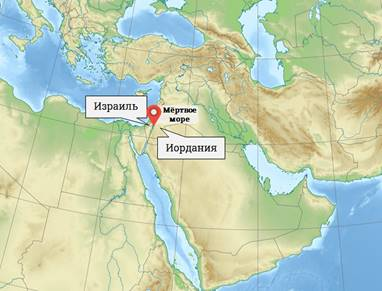 Израиль
Мёртвое
море
Иордания